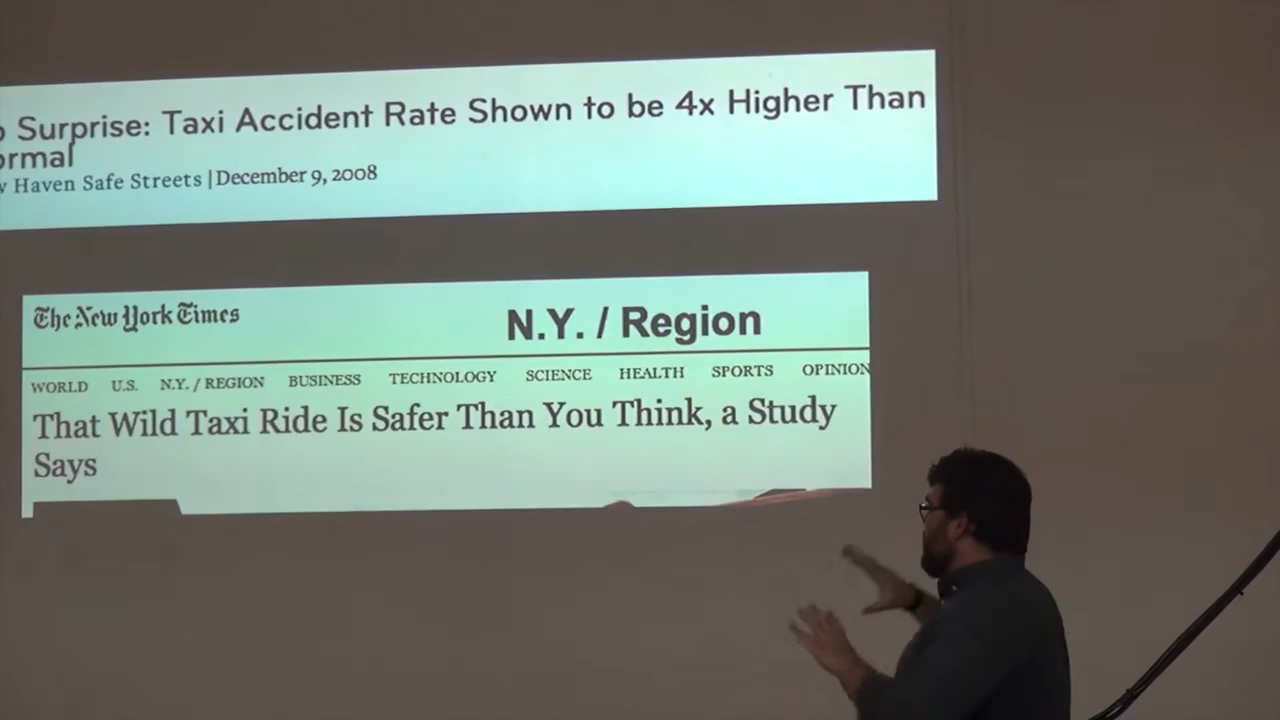 Surprise: Taxi Accident Rate Shown to be 4x Higher Than
ormal
Haven Safe Streets | December 9, 2008
The New York Times
N.Y. / Region
WORLD U.S. N.Y. / REGION BUSINESS TECHNOLOGY SCIENCE HEALTH SPORTS OPINION
That Wild Taxi Ride Is Safer Than You Think, a Study
Says